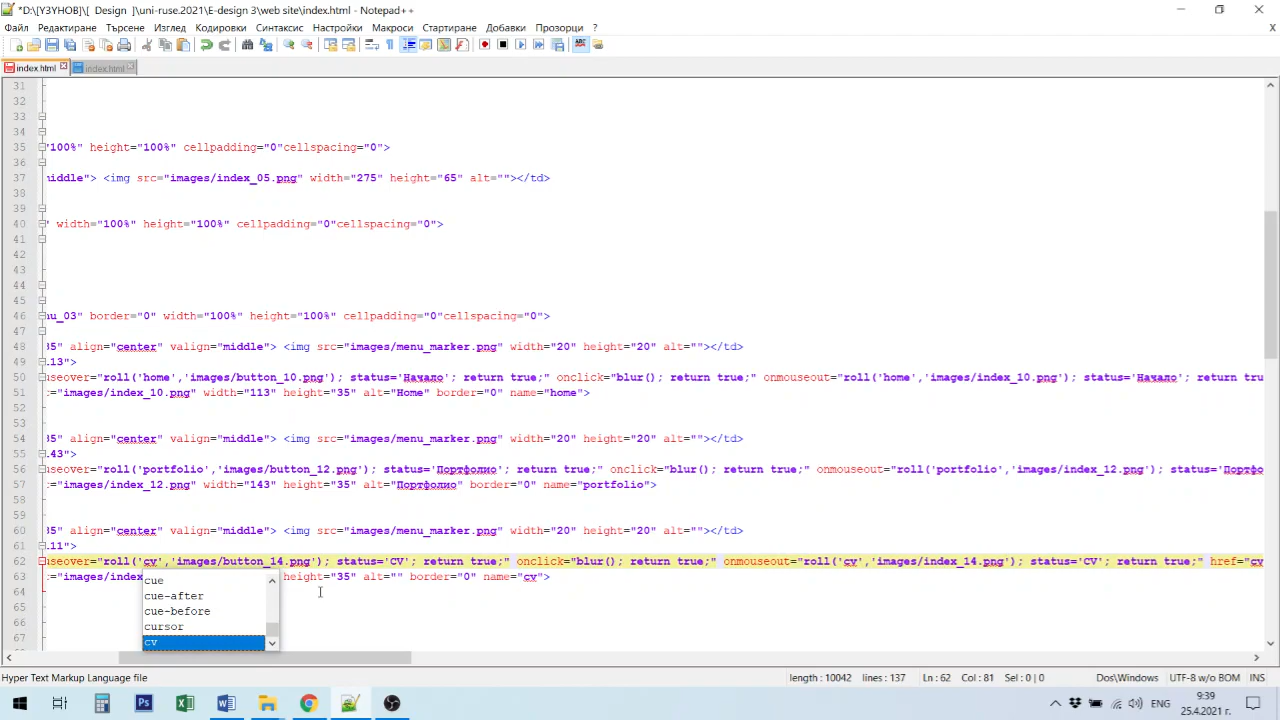 *D:\[УЗУНОВ]\[ Design ]\uni-ruse.2021\E-design 3\web site\index.html - Notepad++
Файл Редактиране Търсене Изглед Кодировки Синтаксис Настройки Макроси Стартиране Добавки Прозорци ? X
index.html index.html
31
32
33
34
35 "100%" height="100%" cellpadding="0"cellspacing="0">
36
37 middle"> <img src="images/index_05.png" width="275" height="65" alt=""></td>
38
39
40 " width="100%" height="100%" cellpadding="0"cellspacing="0">
41
42
43
44
45
46 nu_03" border="0" width="100%" height="100%" cellpadding="0"cellspacing="0">
47
48 35" align="center" valign="middle"> <img src="images/menu_marker.png" width="20" height="20" alt=""></td>
49 .13">
50 useover="roll('home','images/button_10.png'); status='Начало'; return true;" onclick="blur(); return true;" onmouseout="roll('home','images/index_10.png'); status='Начало'; return tru
51 c="images/index_10.png" width="113" height="35" alt="Home" border="0" name="home">
52
53
54 35" align="center" valign="middle"> <img src="images/menu_marker.png" width="20" height="20" alt=""></td>
55 .43">
56 useover="roll('portfolio','images/button_12.png'); status='Портфолио'; return true;" onclick="blur(); return true;" onmouseout="roll('portfolio','images/index_12.png'); status='Портфо
57 c="images/index_12.png" width="143" height="35" alt="Портфолио" border="0" name="portfolio">
58
59
60 35" align="center" valign="middle"> <img src="images/menu_marker.png" width="20" height="20" alt=""></td>
61 .11">
62 useover="roll('cv','images/button_14.png'); status='CV'; return true;" onclick="blur(); return true;" onmouseout="roll('cv','images/index_14.png'); status='CV'; return true;" href="cv
63 c="images/index height="35" alt="" border="0" name="cv">
64
65
66
67
cue
cue-after
cue-before
cursor
cv
Hyper Text Markup Language file length : 10042 lines : 137 Ln : 62 Col : 81 Sel : 0 | 0 Dos\Windows UTF-8 w/o BOM INS
ENG 9:39
25.4.2021 г.